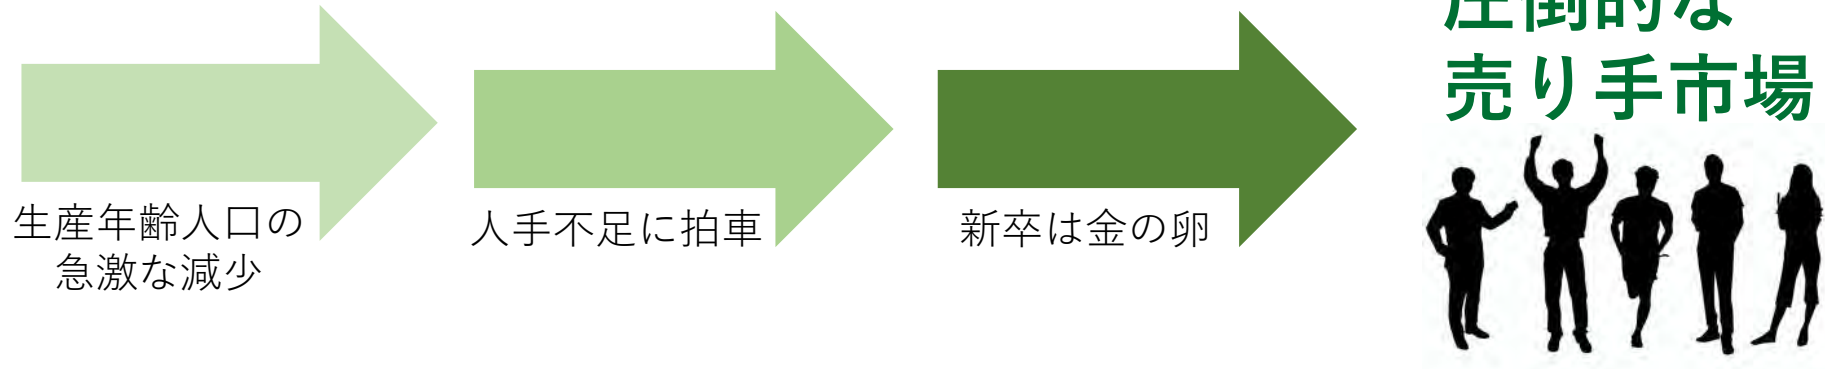 生産年齢人口の
急激な減少
人手不足に拍車
新卒は金の卵
圧倒的な
売り手市場